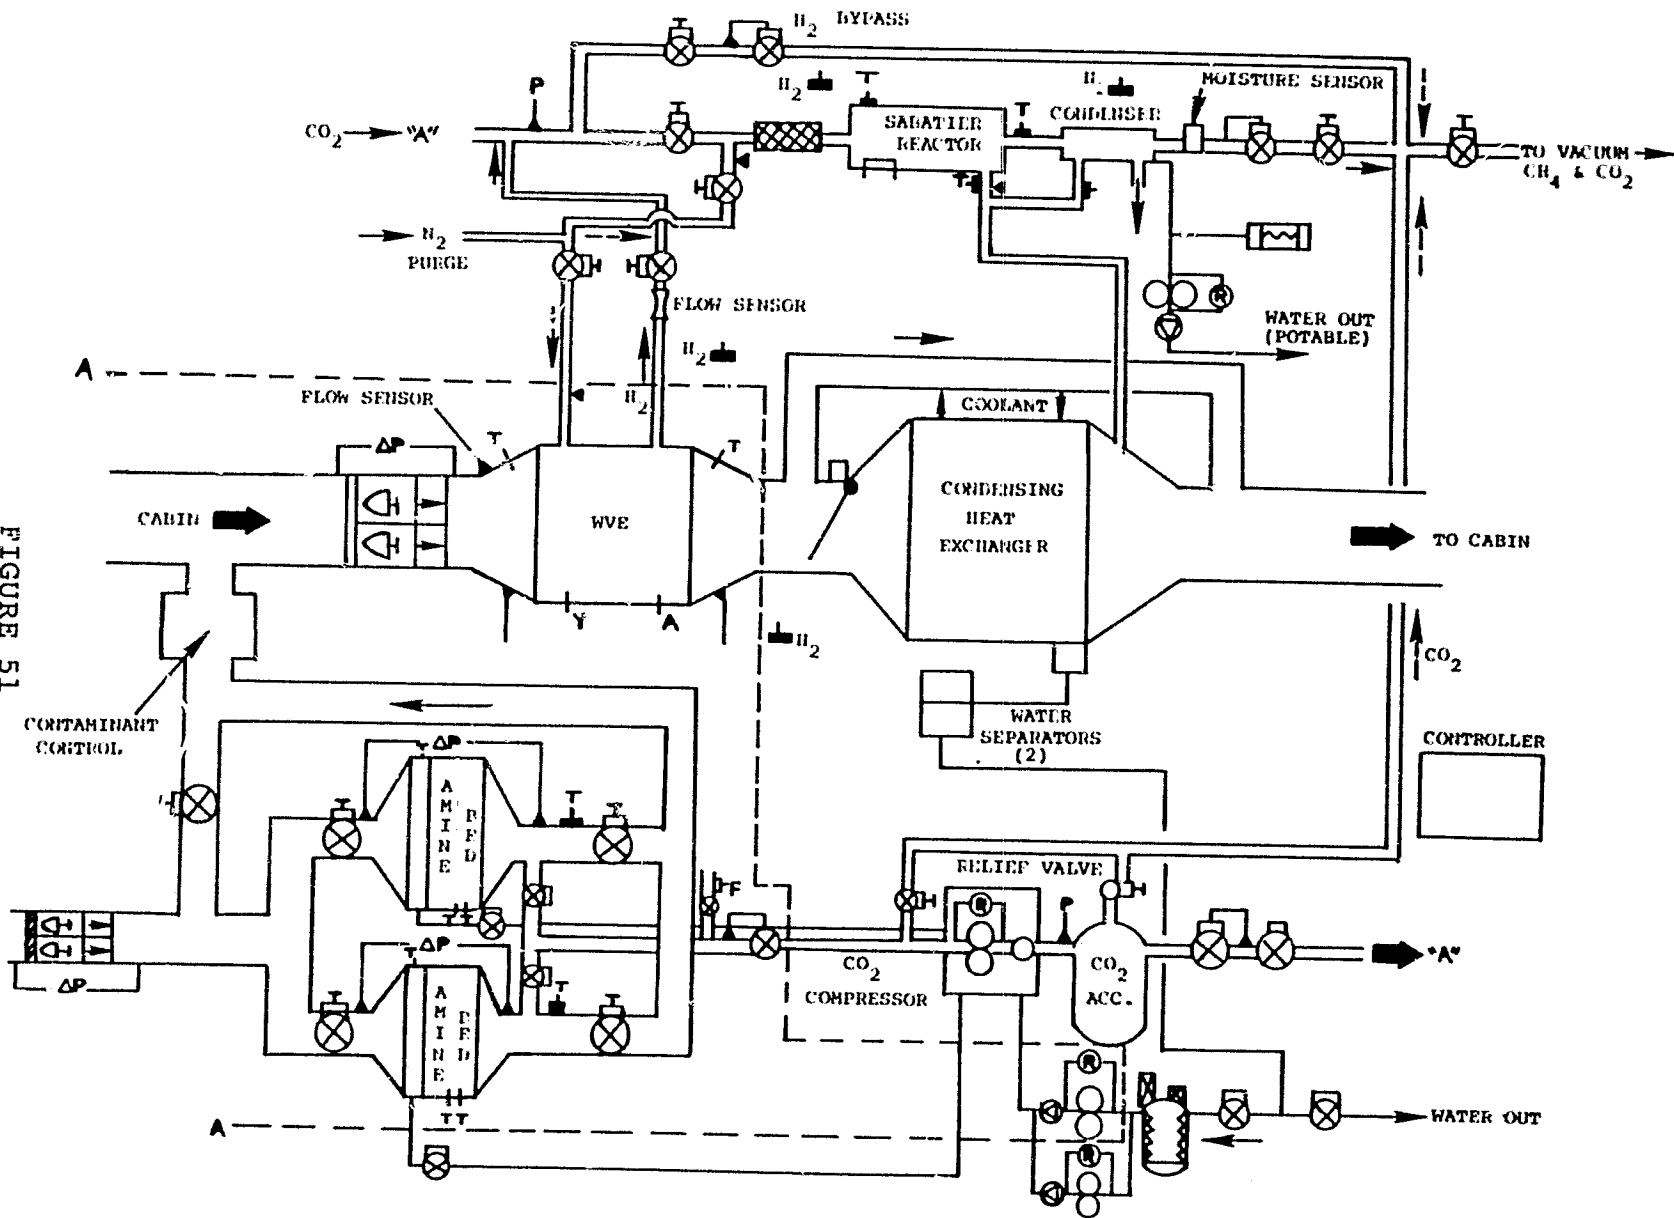 H2 BYPASS
P
H2
T
H
MOISTURE SENSOR
CO2 "A"
SABATIER
REACTOR
T
CONDENSER
TO VACUUM
CH4 & CO2
T
N2
PURGE
R
FLOW SENSOR
WATER OUT
(POTABLE)
H2
A
H2
FLOW SENSOR
COOLANT
ΔP
T
T
CABIN
WVE
CONDENSING
HEAT
EXCHANGER
TO CABIN
FIGURE 51
Y
A
H2
CO2
CONTAMINANT
CONTROL
WATER
SEPARATORS
(2)
CONTROLLER
ΔP
T
AMINE
BED
RELIEF VALVE
F
R
P
ΔP
ΔP
T
CO2
COMPRESSOR
CO2
ACC.
"A"
AMINE
BED
R
T T
A
WATER OUT
R